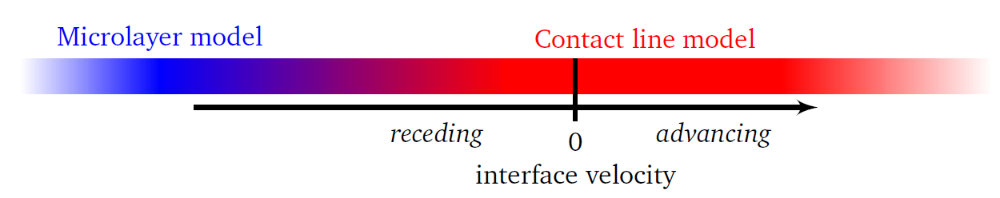 Microlayer model
Contact line model
receding
0
advancing
interface velocity